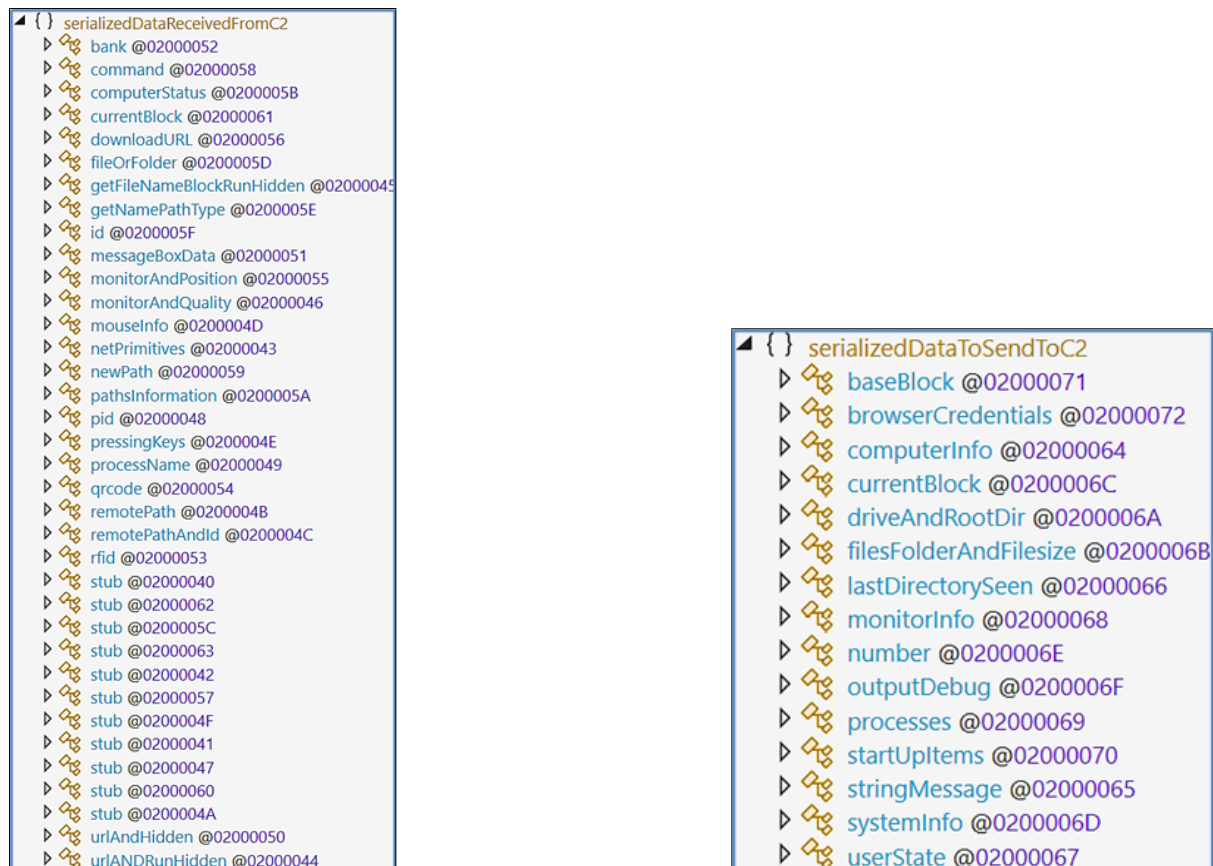 { } serializedDataReceivedFromC2
bank @02000052
command @02000058
computerStatus @0200005B
currentBlock @02000061
downloadURL @02000056
fileOrFolder @0200005D
getFileNameBlockRunHidden @02000045
getNamePathType @0200005E
id @0200005F
messageBoxData @02000051
monitorAndPosition @02000055
monitorAndQuality @02000046
mouseInfo @0200004D
netPrimitives @02000043
newPath @02000059
pathsInformation @0200005A
pid @02000048
pressingKeys @0200004E
processName @02000049
qrcode @02000054
remotePath @0200004B
remotePathAndId @0200004C
rfid @02000053
stub @02000040
stub @02000062
stub @0200005C
stub @02000063
stub @02000042
stub @02000057
stub @0200004F
stub @02000041
stub @02000047
stub @02000060
stub @0200004A
urlAndHidden @02000050
urlANDRunHidden @02000044
{ } serializedDataToSendToC2
baseBlock @02000071
browserCredentials @02000072
computerInfo @02000064
currentBlock @0200006C
driveAndRootDir @0200006A
filesFolderAndFilesize @0200006B
lastDirectorySeen @02000066
monitorInfo @02000068
number @0200006E
outputDebug @0200006F
processes @02000069
startUpItems @02000070
stringMessage @02000065
systemInfo @0200006D
userState @02000067